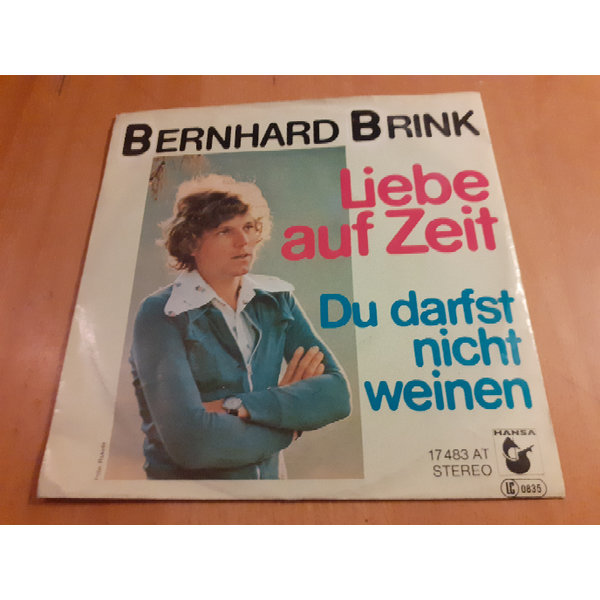 BERNHARD BRINK
Liebe
auf Zeit
Du darfst
nicht
weinen
HANSA
17 483 AT
STEREO
LC 0835